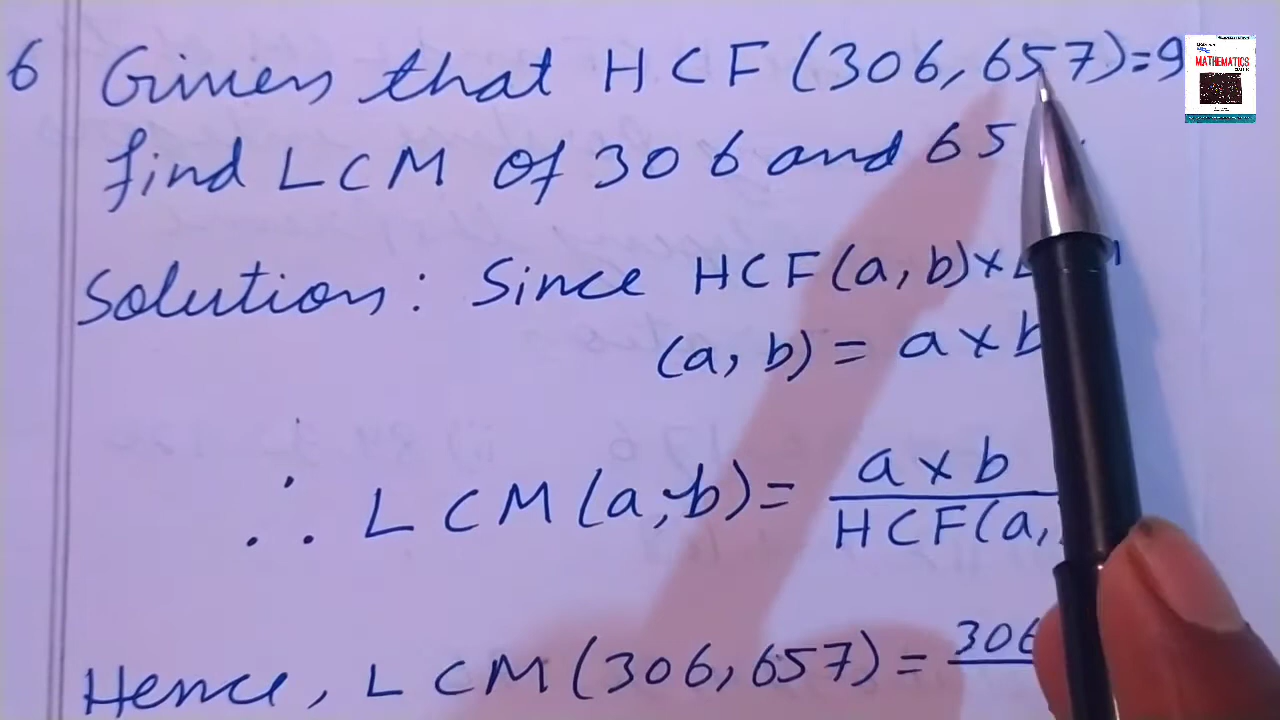 6 Given that HCF (306, 657)=9
find LCM of 306 and 65
Solution: Since HCF(a, b)×
(a, b) = a × b
∴ LCM(a, b) = a × b
HCF(a,
Hence, LCM(306, 657) = 306
MATHEMATICS